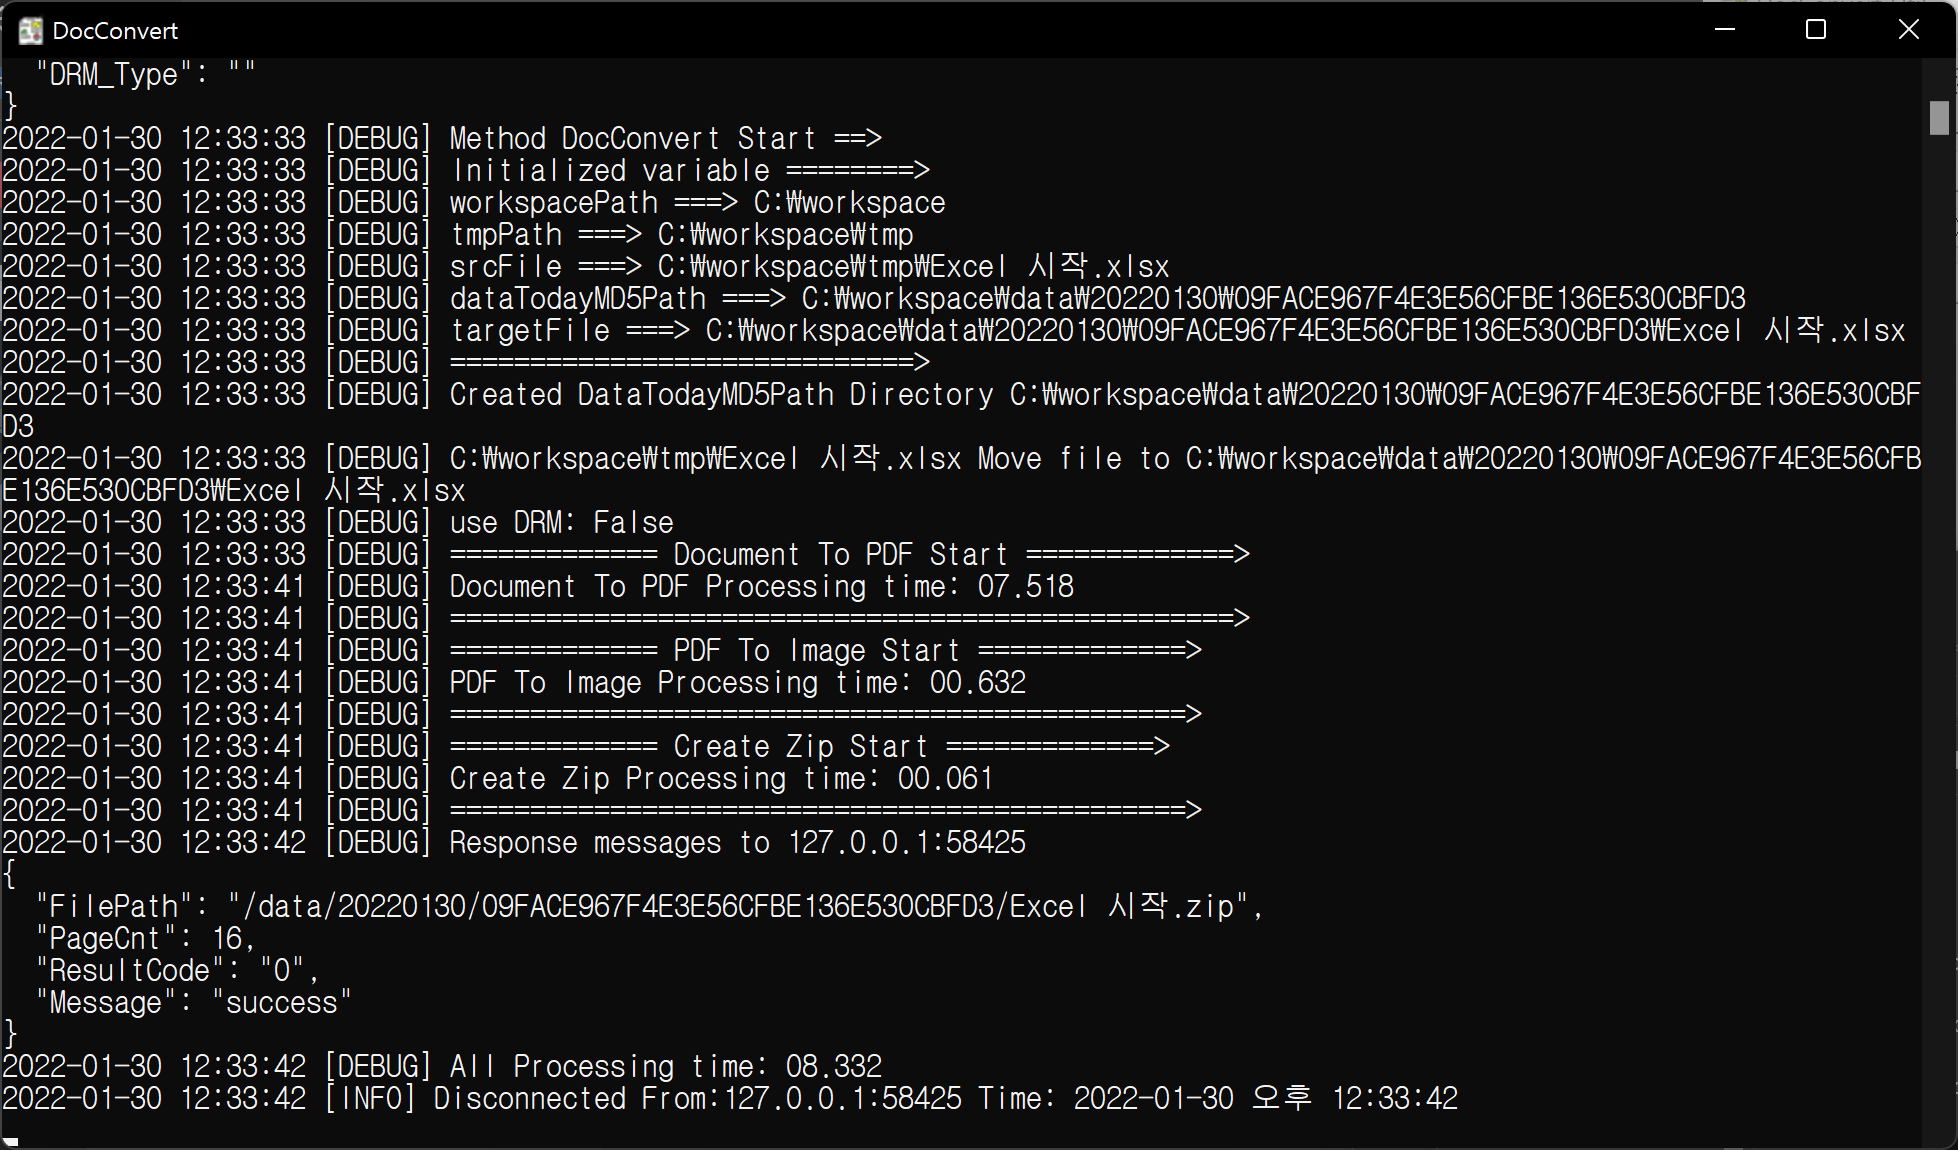 DocConvert
"DRM_Type": ""
}
2022-01-30 12:33:33 [DEBUG] Method DocConvert Start ==>
2022-01-30 12:33:33 [DEBUG] Initialized variable ========>
2022-01-30 12:33:33 [DEBUG] workspacePath ===> C:₩workspace
2022-01-30 12:33:33 [DEBUG] tmpPath ===> C:₩workspace₩tmp
2022-01-30 12:33:33 [DEBUG] srcFile ===> C:₩workspace₩tmp₩Excel 시작.xlsx
2022-01-30 12:33:33 [DEBUG] dataTodayMD5Path ===> C:₩workspace₩data₩20220130₩09FACE967F4E3E56CFBE136E530CBFD3
2022-01-30 12:33:33 [DEBUG] targetFile ===> C:₩workspace₩data₩20220130₩09FACE967F4E3E56CFBE136E530CBFD3₩Excel 시작.xlsx
2022-01-30 12:33:33 [DEBUG] =============================>
2022-01-30 12:33:33 [DEBUG] Created DataTodayMD5Path Directory C:₩workspace₩data₩20220130₩09FACE967F4E3E56CFBE136E530CBF
D3
2022-01-30 12:33:33 [DEBUG] C:₩workspace₩tmp₩Excel 시작.xlsx Move file to C:₩workspace₩data₩20220130₩09FACE967F4E3E56CFB
E136E530CBFD3₩Excel 시작.xlsx
2022-01-30 12:33:33 [DEBUG] use DRM: False
2022-01-30 12:33:33 [DEBUG] ============= Document To PDF Start =============>
2022-01-30 12:33:41 [DEBUG] Document To PDF Processing time: 07.518
2022-01-30 12:33:41 [DEBUG] =================================================>
2022-01-30 12:33:41 [DEBUG] ============= PDF To Image Start =============>
2022-01-30 12:33:41 [DEBUG] PDF To Image Processing time: 00.632
2022-01-30 12:33:41 [DEBUG] ==============================================>
2022-01-30 12:33:41 [DEBUG] ============= Create Zip Start =============>
2022-01-30 12:33:41 [DEBUG] Create Zip Processing time: 00.061
2022-01-30 12:33:41 [DEBUG] ==============================================>
2022-01-30 12:33:42 [DEBUG] Response messages to 127.0.0.1:58425
{
"FilePath": "/data/20220130/09FACE967F4E3E56CFBE136E530CBFD3/Excel 시작.zip",
"PageCnt": 16,
"ResultCode": "0",
"Message": "success"
}
2022-01-30 12:33:42 [DEBUG] All Processing time: 08.332
2022-01-30 12:33:42 [INFO] Disconnected From:127.0.0.1:58425 Time: 2022-01-30 오후 12:33:42